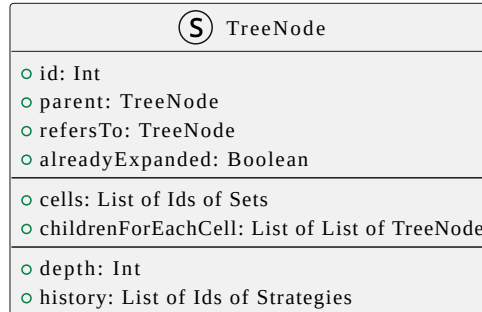 S TreeNode
id: Int
parent: TreeNode
refersTo: TreeNode
alreadyExpanded: Boolean
cells: List of Ids of Sets
childrenForEachCell: List of List of TreeNode
depth: Int
history: List of Ids of Strategies